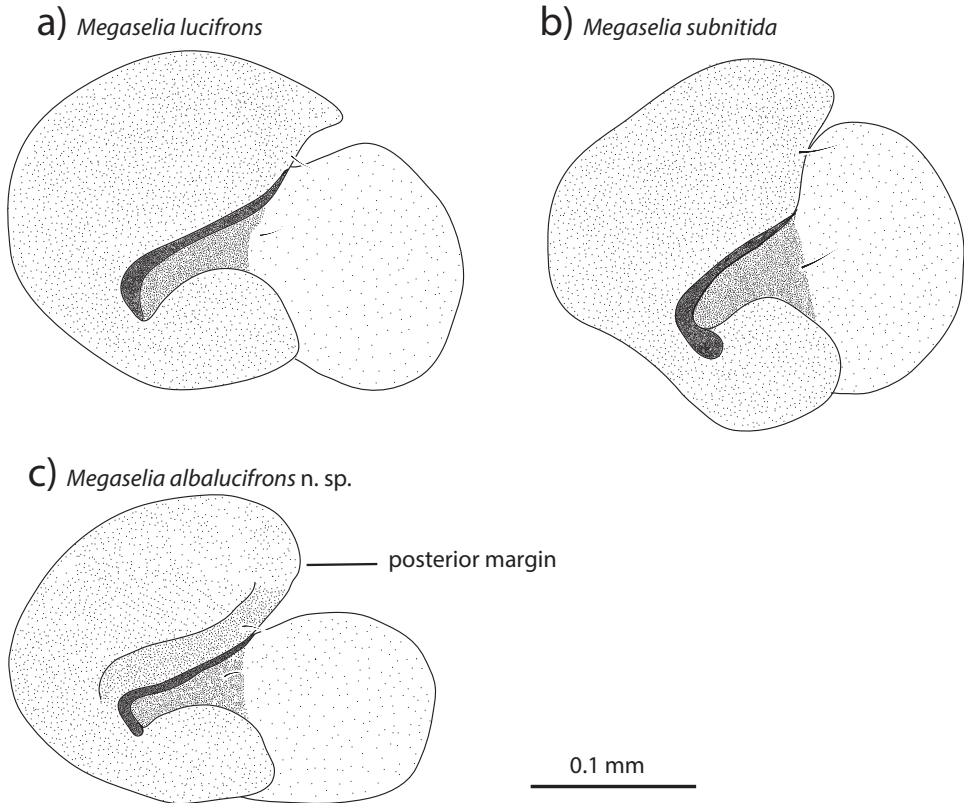 a) Megaselia lucifrons
b) Megaselia subnitida
c) Megaselia albalucifrons n. sp.
posterior margin
0.1 mm